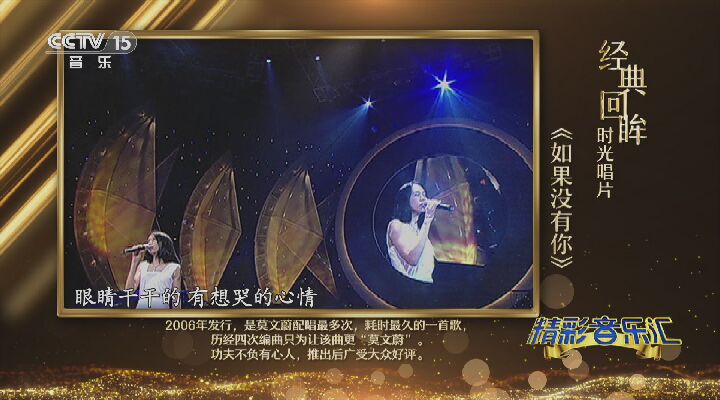 CCTV 15
音乐
经典回眸
时光唱片
《如果没有你》
眼睛干干的 有想哭的心情
2006年发行，是莫文蔚配唱最多次，耗时最久的一首歌，
历经四次编曲只为让该曲更“莫文蔚”。
功夫不负有心人，推出后广受大众好评。
精彩音乐汇